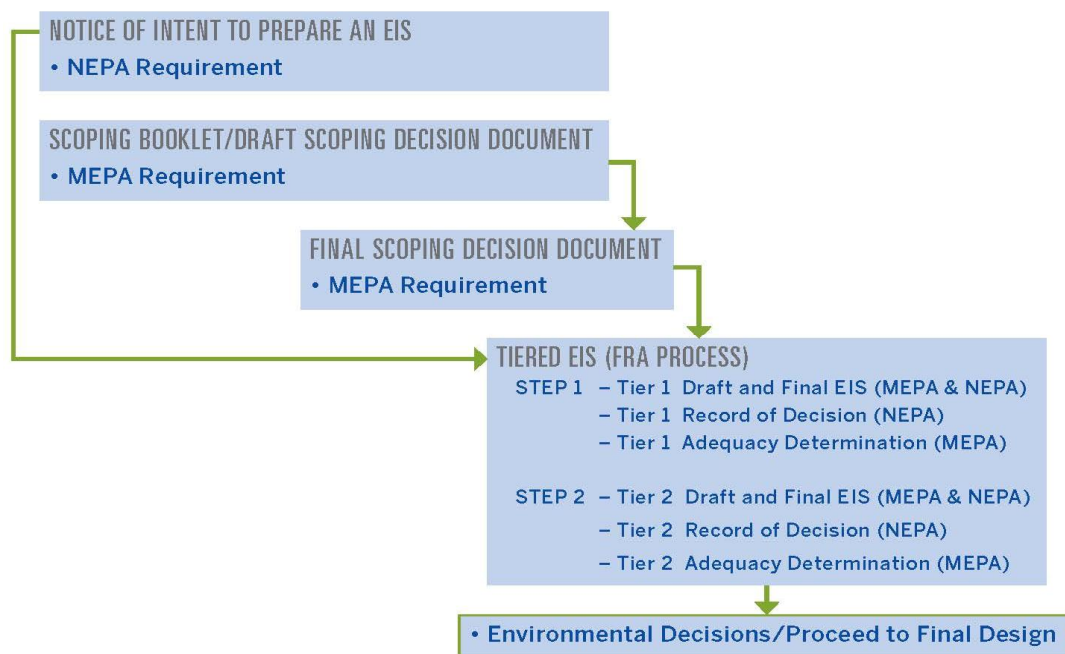 NOTICE OF INTENT TO PREPARE AN EIS
• NEPA Requirement
SCOPING BOOKLET/DRAFT SCOPING DECISION DOCUMENT
• MEPA Requirement
FINAL SCOPING DECISION DOCUMENT
• MEPA Requirement
TIERED EIS (FRA PROCESS)
STEP 1 – Tier 1 Draft and Final EIS (MEPA & NEPA)
– Tier 1 Record of Decision (NEPA)
– Tier 1 Adequacy Determination (MEPA)
STEP 2 – Tier 2 Draft and Final EIS (MEPA & NEPA)
– Tier 2 Record of Decision (NEPA)
– Tier 2 Adequacy Determination (MEPA)
• Environmental Decisions/Proceed to Final Design